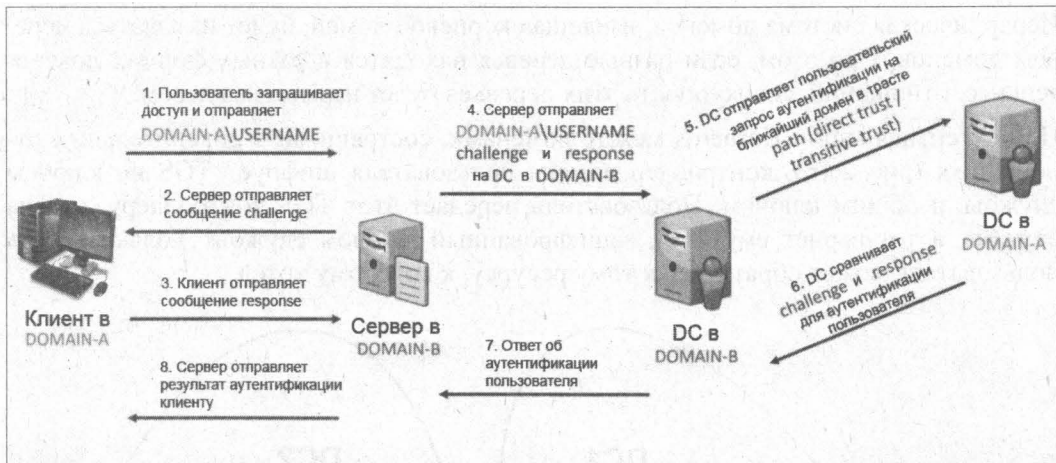 1. Пользователь запрашивает
доступ и отправляет
DOMAIN-A\USERNAME
2. Сервер отправляет
сообщение challenge
3. Клиент отправляет
сообщение response
Клиент в
DOMAIN-A
Сервер в
DOMAIN-B
4. Сервер отправляет
DOMAIN-A\USERNAME
challenge и response
на DC в DOMAIN-B
5. DC отправляет пользовательский
запрос аутентификации на
ближайший домен в трасте
path (direct trust |
transitive trust)
DC в
DOMAIN-A
DC в
DOMAIN-B
6. DC сравнивает
challenge и response
для аутентификации
пользователя
7. Ответ об
аутентификации
пользователя
8. Сервер отправляет
результат аутентификации
клиенту